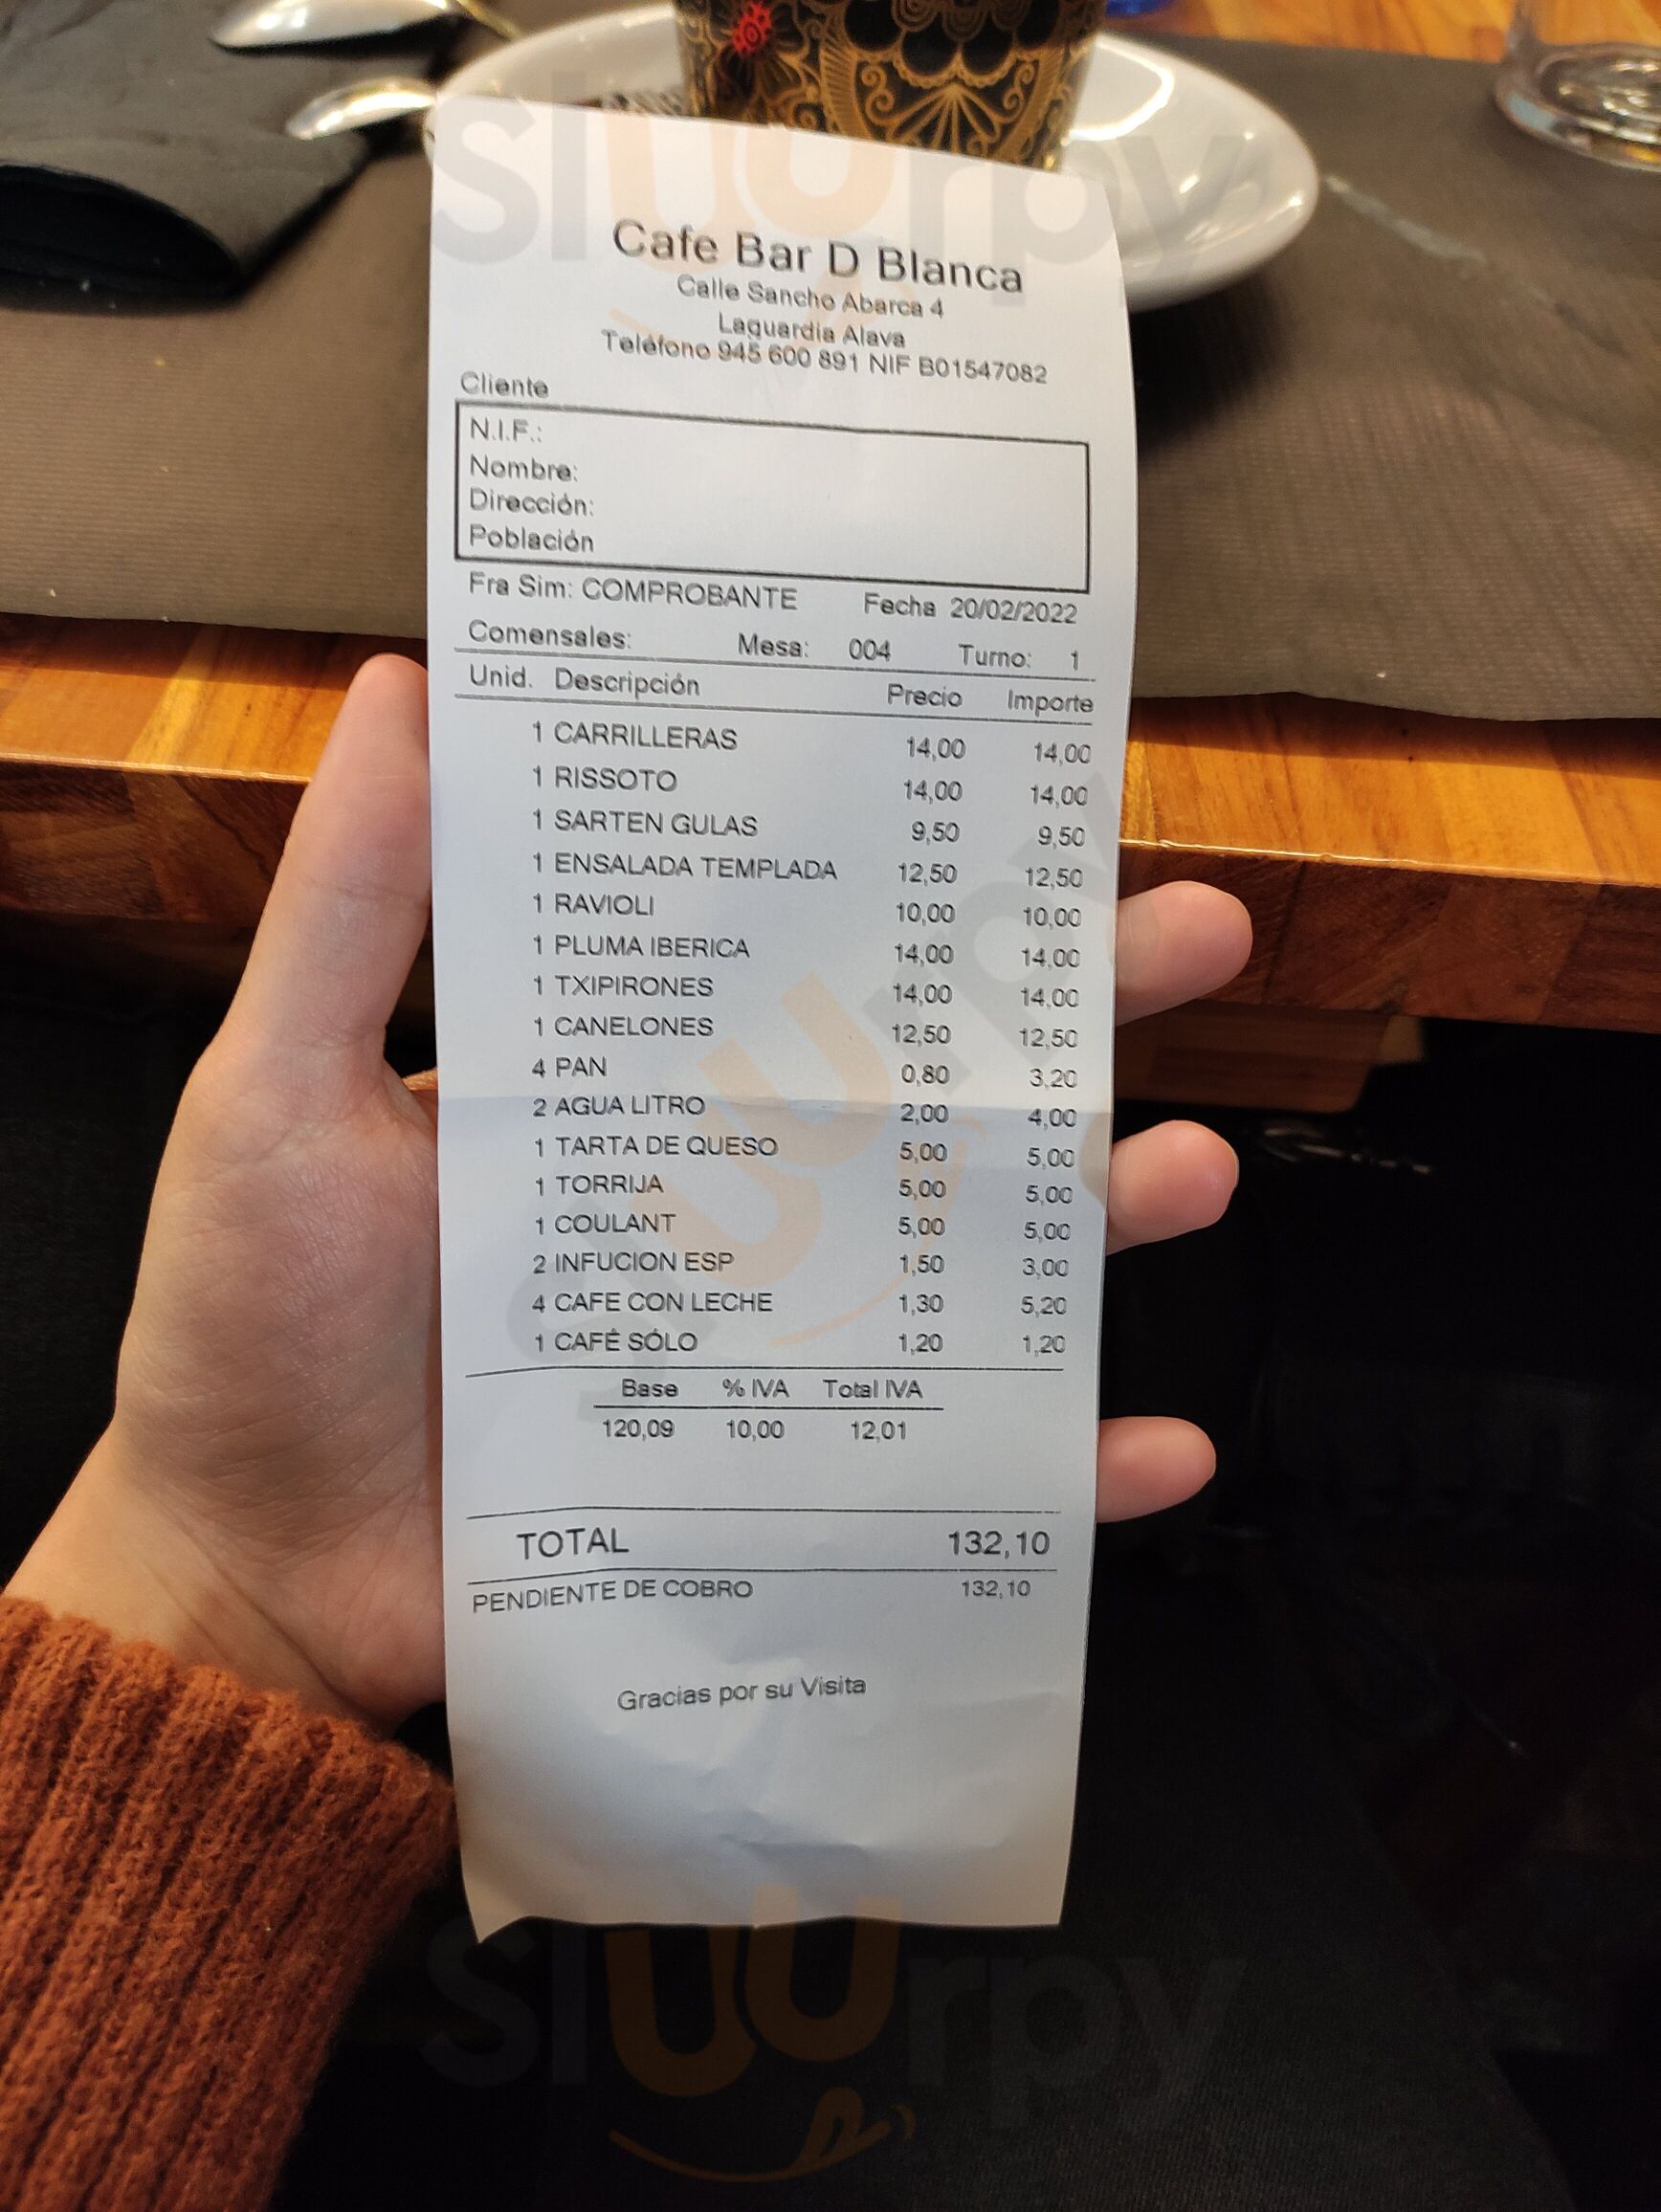 Cafe Bar D Blanca
Calle Sancho Abarca 4
Laguardia Alava
Teléfono 945 600 891 NIF B01547082
Cliente
N.I.F.:
Nombre:
Dirección:
Población
Fra Sim: COMPROBANTE Fecha 20/02/2022
Comensales: Mesa: 004 Turno: 1
Unid. Descripción Precio Importe
1 CARRILLERAS 14,00 14,00
1 RISSOTO 14,00 14,00
1 SARTEN GULAS 9,50 9,50
1 ENSALADA TEMPLADA 12,50 12,50
1 RAVIOLI 10,00 10,00
1 PLUMA IBERICA 14,00 14,00
1 TXIPIRONES 14,00 14,00
1 CANELONES 12,50 12,50
4 PAN 0,80 3,20
2 AGUA LITRO 2,00 4,00
1 TARTA DE QUESO 5,00 5,00
1 TORRIJA 5,00 5,00
1 COULANT 5,00 5,00
2 INFUCION ESP 1,50 3,00
4 CAFE CON LECHE 1,30 5,20
1 CAFÉ SÓLO 1,20 1,20
Base % IVA Total IVA
120,09 10,00 12,01
TOTAL 132,10
PENDIENTE DE COBRO 132,10
Gracias por su Visita
sluurpy
sluurpy
sluurpy